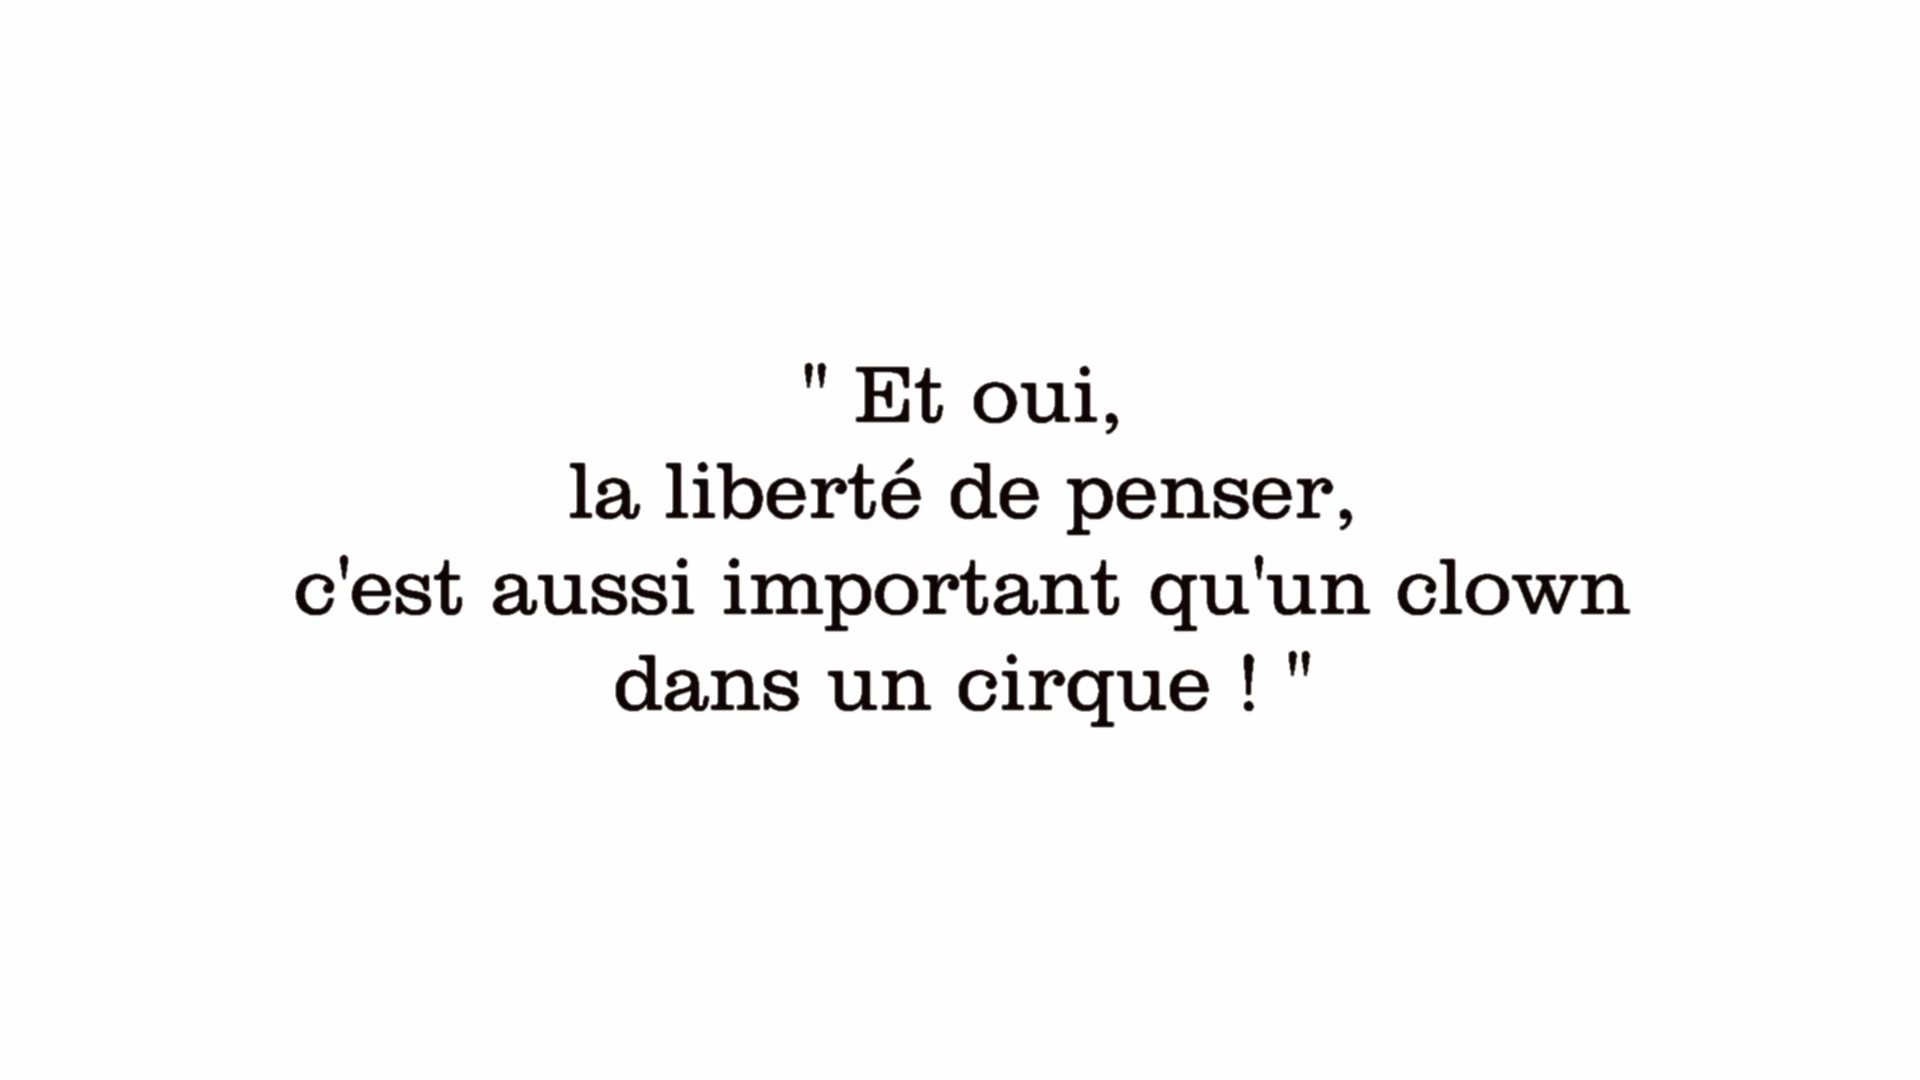 " Et oui,
la liberté de penser,
c'est aussi important qu'un clown
dans un cirque ! "